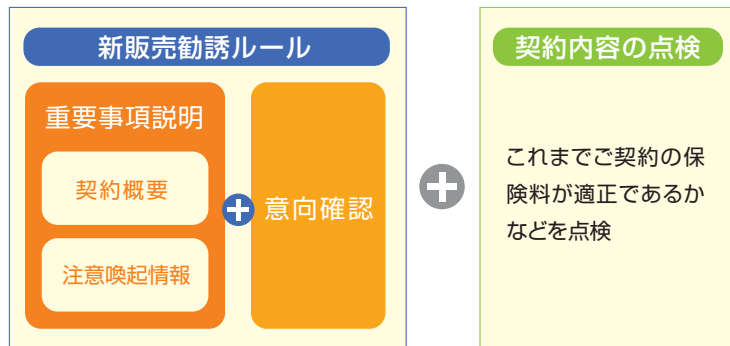 新販売勧誘ルール
重要事項説明
契約概要
注意喚起情報
意向確認
契約内容の点検
これまでご契約の保
険料が適正であるか
などを点検